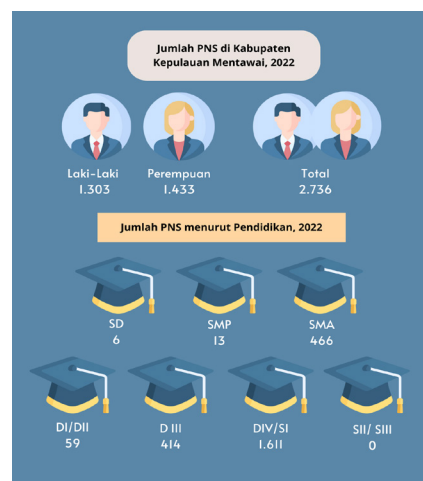 Jumlah PNS di Kabupaten
Kepulauan Mentawai, 2022
Laki-Laki
1.303
Perempuan
1.433
Total
2.736
Jumlah PNS menurut Pendidikan, 2022
SD
6
SMP
13
SMA
466
DI/DII
59
D III
414
DIV/SI
1.611
SII/ SIII
0